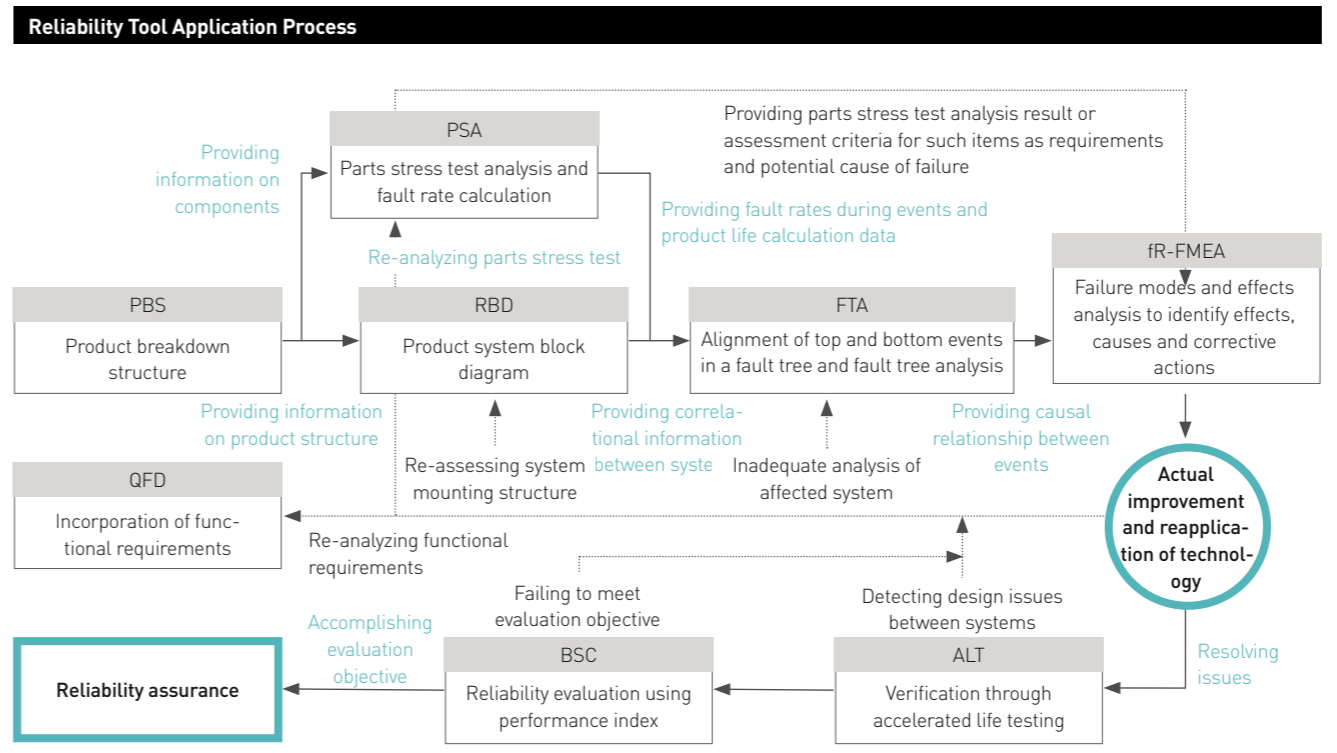 Reliability Tool Application Process
PSA
Parts stress test analysis and
fault rate calculation
Providing
information on
components
Providing parts stress test analysis result or
assessment criteria for such items as requirements
and potential cause of failure
Providing fault rates during events and
product life calculation data
Re-analyzing parts stress test
PBS
Product breakdown
structure
RBD
Product system block
diagram
FTA
Alignment of top and bottom events
in a fault tree and fault tree analysis
fR-FMEA
Failure modes and effects
analysis to identify effects,
causes and corrective
actions
Providing information
on product structure
Re-assessing system
mounting structure
Providing correla-
tional information
between syste
Inadequate analysis of
affected system
Providing causal
relationship between
events
QFD
Incorporation of func-
tional requirements
Re-analyzing functional
requirements
Actual
improvement
and reapplica-
tion of technol-
ogy
Failing to meet
evaluation objective
Detecting design issues
between systems
Accomplishing
evaluation
objective
Resolving
issues
Reliability assurance
BSC
Reliability evaluation using
performance index
ALT
Verification through
accelerated life testing